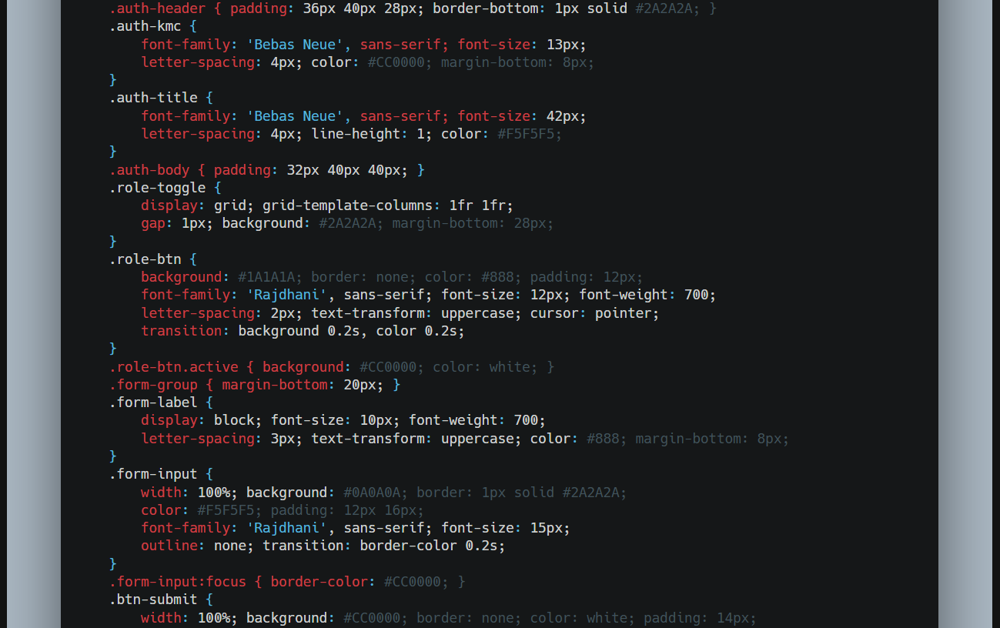 .auth-header { padding: 36px 40px 28px; border-bottom: 1px solid #2A2A2A; }
.auth-kmc {
    font-family: 'Bebas Neue', sans-serif; font-size: 13px;
    letter-spacing: 4px; color: #CC0000; margin-bottom: 8px;
}
.auth-title {
    font-family: 'Bebas Neue', sans-serif; font-size: 42px;
    letter-spacing: 4px; line-height: 1; color: #F5F5F5;
}
.auth-body { padding: 32px 40px 40px; }
.role-toggle {
    display: grid; grid-template-columns: 1fr 1fr;
    gap: 1px; background: #2A2A2A; margin-bottom: 28px;
}
.role-btn {
    background: #1A1A1A; border: none; color: #888; padding: 12px;
    font-family: 'Rajdhani', sans-serif; font-size: 12px; font-weight: 700;
    letter-spacing: 2px; text-transform: uppercase; cursor: pointer;
    transition: background 0.2s, color 0.2s;
}
.role-btn.active { background: #CC0000; color: white; }
.form-group { margin-bottom: 20px; }
.form-label {
    display: block; font-size: 10px; font-weight: 700;
    letter-spacing: 3px; text-transform: uppercase; color: #888; margin-bottom: 8px;
}
.form-input {
    width: 100%; background: #0A0A0A; border: 1px solid #2A2A2A;
    color: #F5F5F5; padding: 12px 16px;
    font-family: 'Rajdhani', sans-serif; font-size: 15px;
    outline: none; transition: border-color 0.2s;
}
.form-input:focus { border-color: #CC0000; }
.btn-submit {
    width: 100%; background: #CC0000; border: none; color: white; padding: 14px;